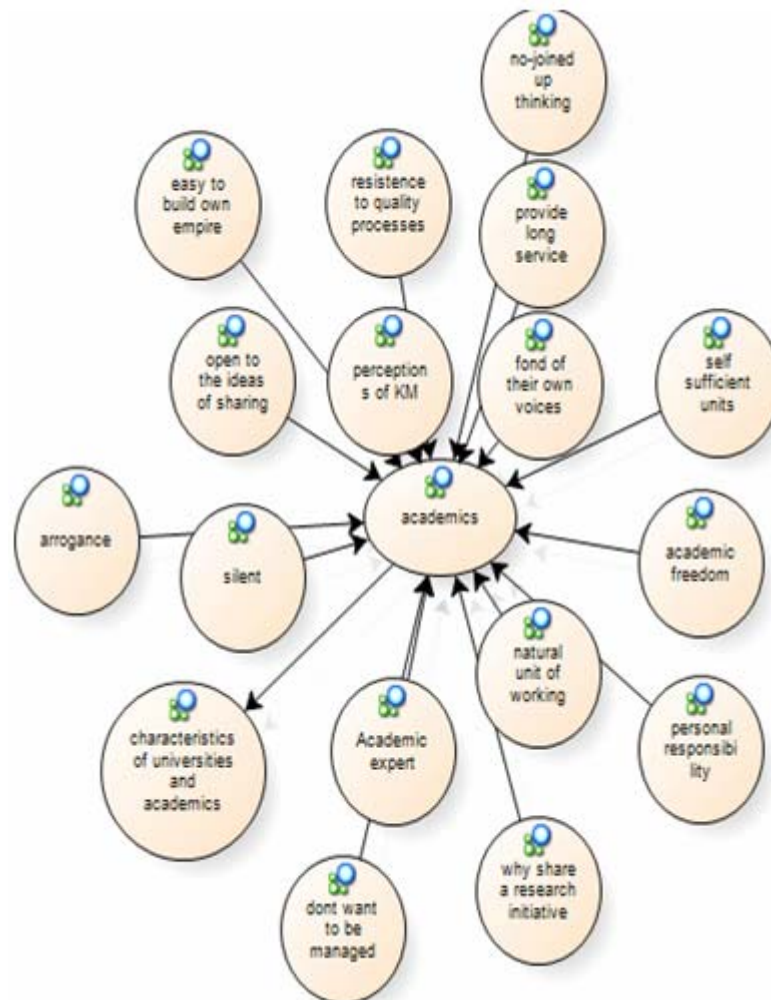 no-joined
up
thinking
easy to
build own
empire
resistence
to quality
processes
provide
long
service
open to
the ideas
of sharing
perception
s of KM
fond of
their own
voices
self
sufficient
units
arrogance
silent
academics
academic
freedom
natural
unit of
working
characteristics
of universities
and
academics
Academic
expert
personal
responsibi
lity
dont want
to be
managed
why share
a research
initiative